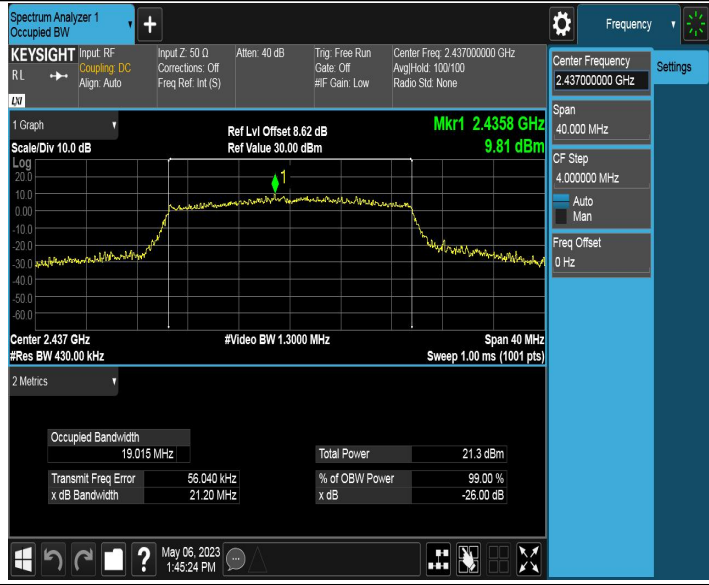 Spectrum Analyzer 1
Occupied BW
+
Frequency
KEYSIGHT
RL
LXI
Input: RF
Coupling: DC
Align: Auto
Input Z: 50 Ω
Corrections: Off
Freq Ref: Int (S)
Atten: 40 dB
Trig: Free Run
Gate: Off
#IF Gain: Low
Center Freq: 2.437000000 GHz
Avg|Hold: 100/100
Radio Std: None
Center Frequency
2.437000000 GHz
Settings
Span
40.000 MHz
CF Step
4.000000 MHz
Auto
Man
Freq Offset
0 Hz
1 Graph
Ref Lvl Offset 8.62 dB
Mkr1 2.4358 GHz
Scale/Div 10.0 dB
Ref Value 30.00 dBm
9.81 dBm
Log
20.0
10.0
0.00
-10.0
-20.0
-30.0
-40.0
-50.0
-60.0
1
Center 2.437 GHz
#Video BW 1.3000 MHz
Span 40 MHz
#Res BW 430.00 kHz
Sweep 1.00 ms (1001 pts)
2 Metrics
Occupied Bandwidth
19.015 MHz
Total Power
21.3 dBm
Transmit Freq Error
56.040 kHz
% of OBW Power
99.00 %
x dB Bandwidth
21.20 MHz
x dB
-26.00 dB
?
May 06, 2023
1:45:24 PM